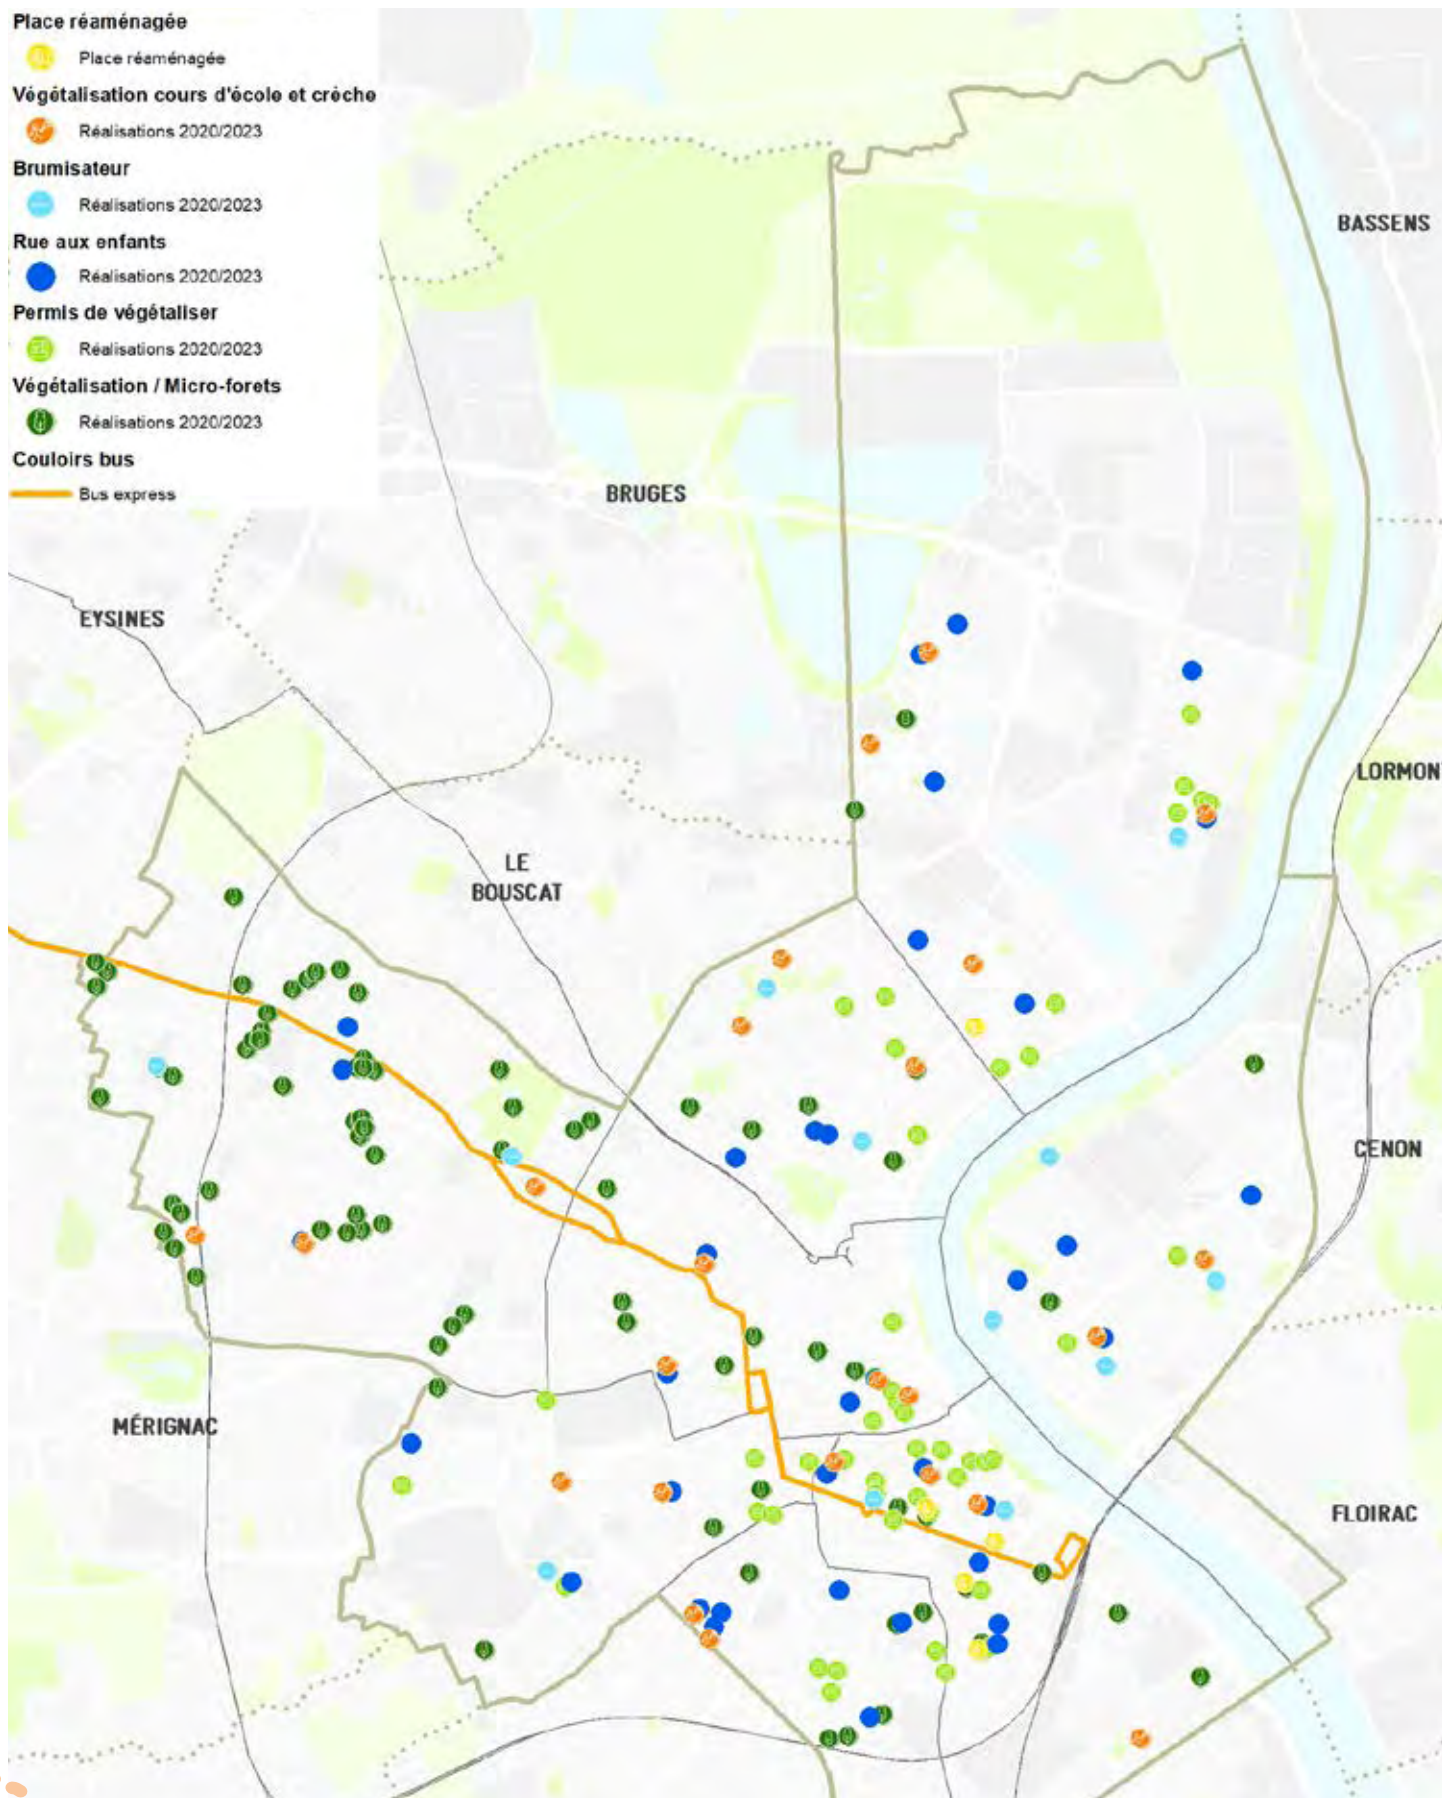 Place réaménagée
Place réaménagée
Végétalisation cours d'école et crèche
Réalisations 2020/2023
Brumisateur
Réalisations 2020/2023
Rue aux enfants
Réalisations 2020/2023
Permis de végétaliser
Réalisations 2020/2023
Végétalisation / Micro-forets
Réalisations 2020/2023
Couloirs bus
Bus express
BASSENS
BRUGES
EYSINES
LORMON
LE
BOUSCAT
CENON
MÉRIGNAC
FLOIRAC